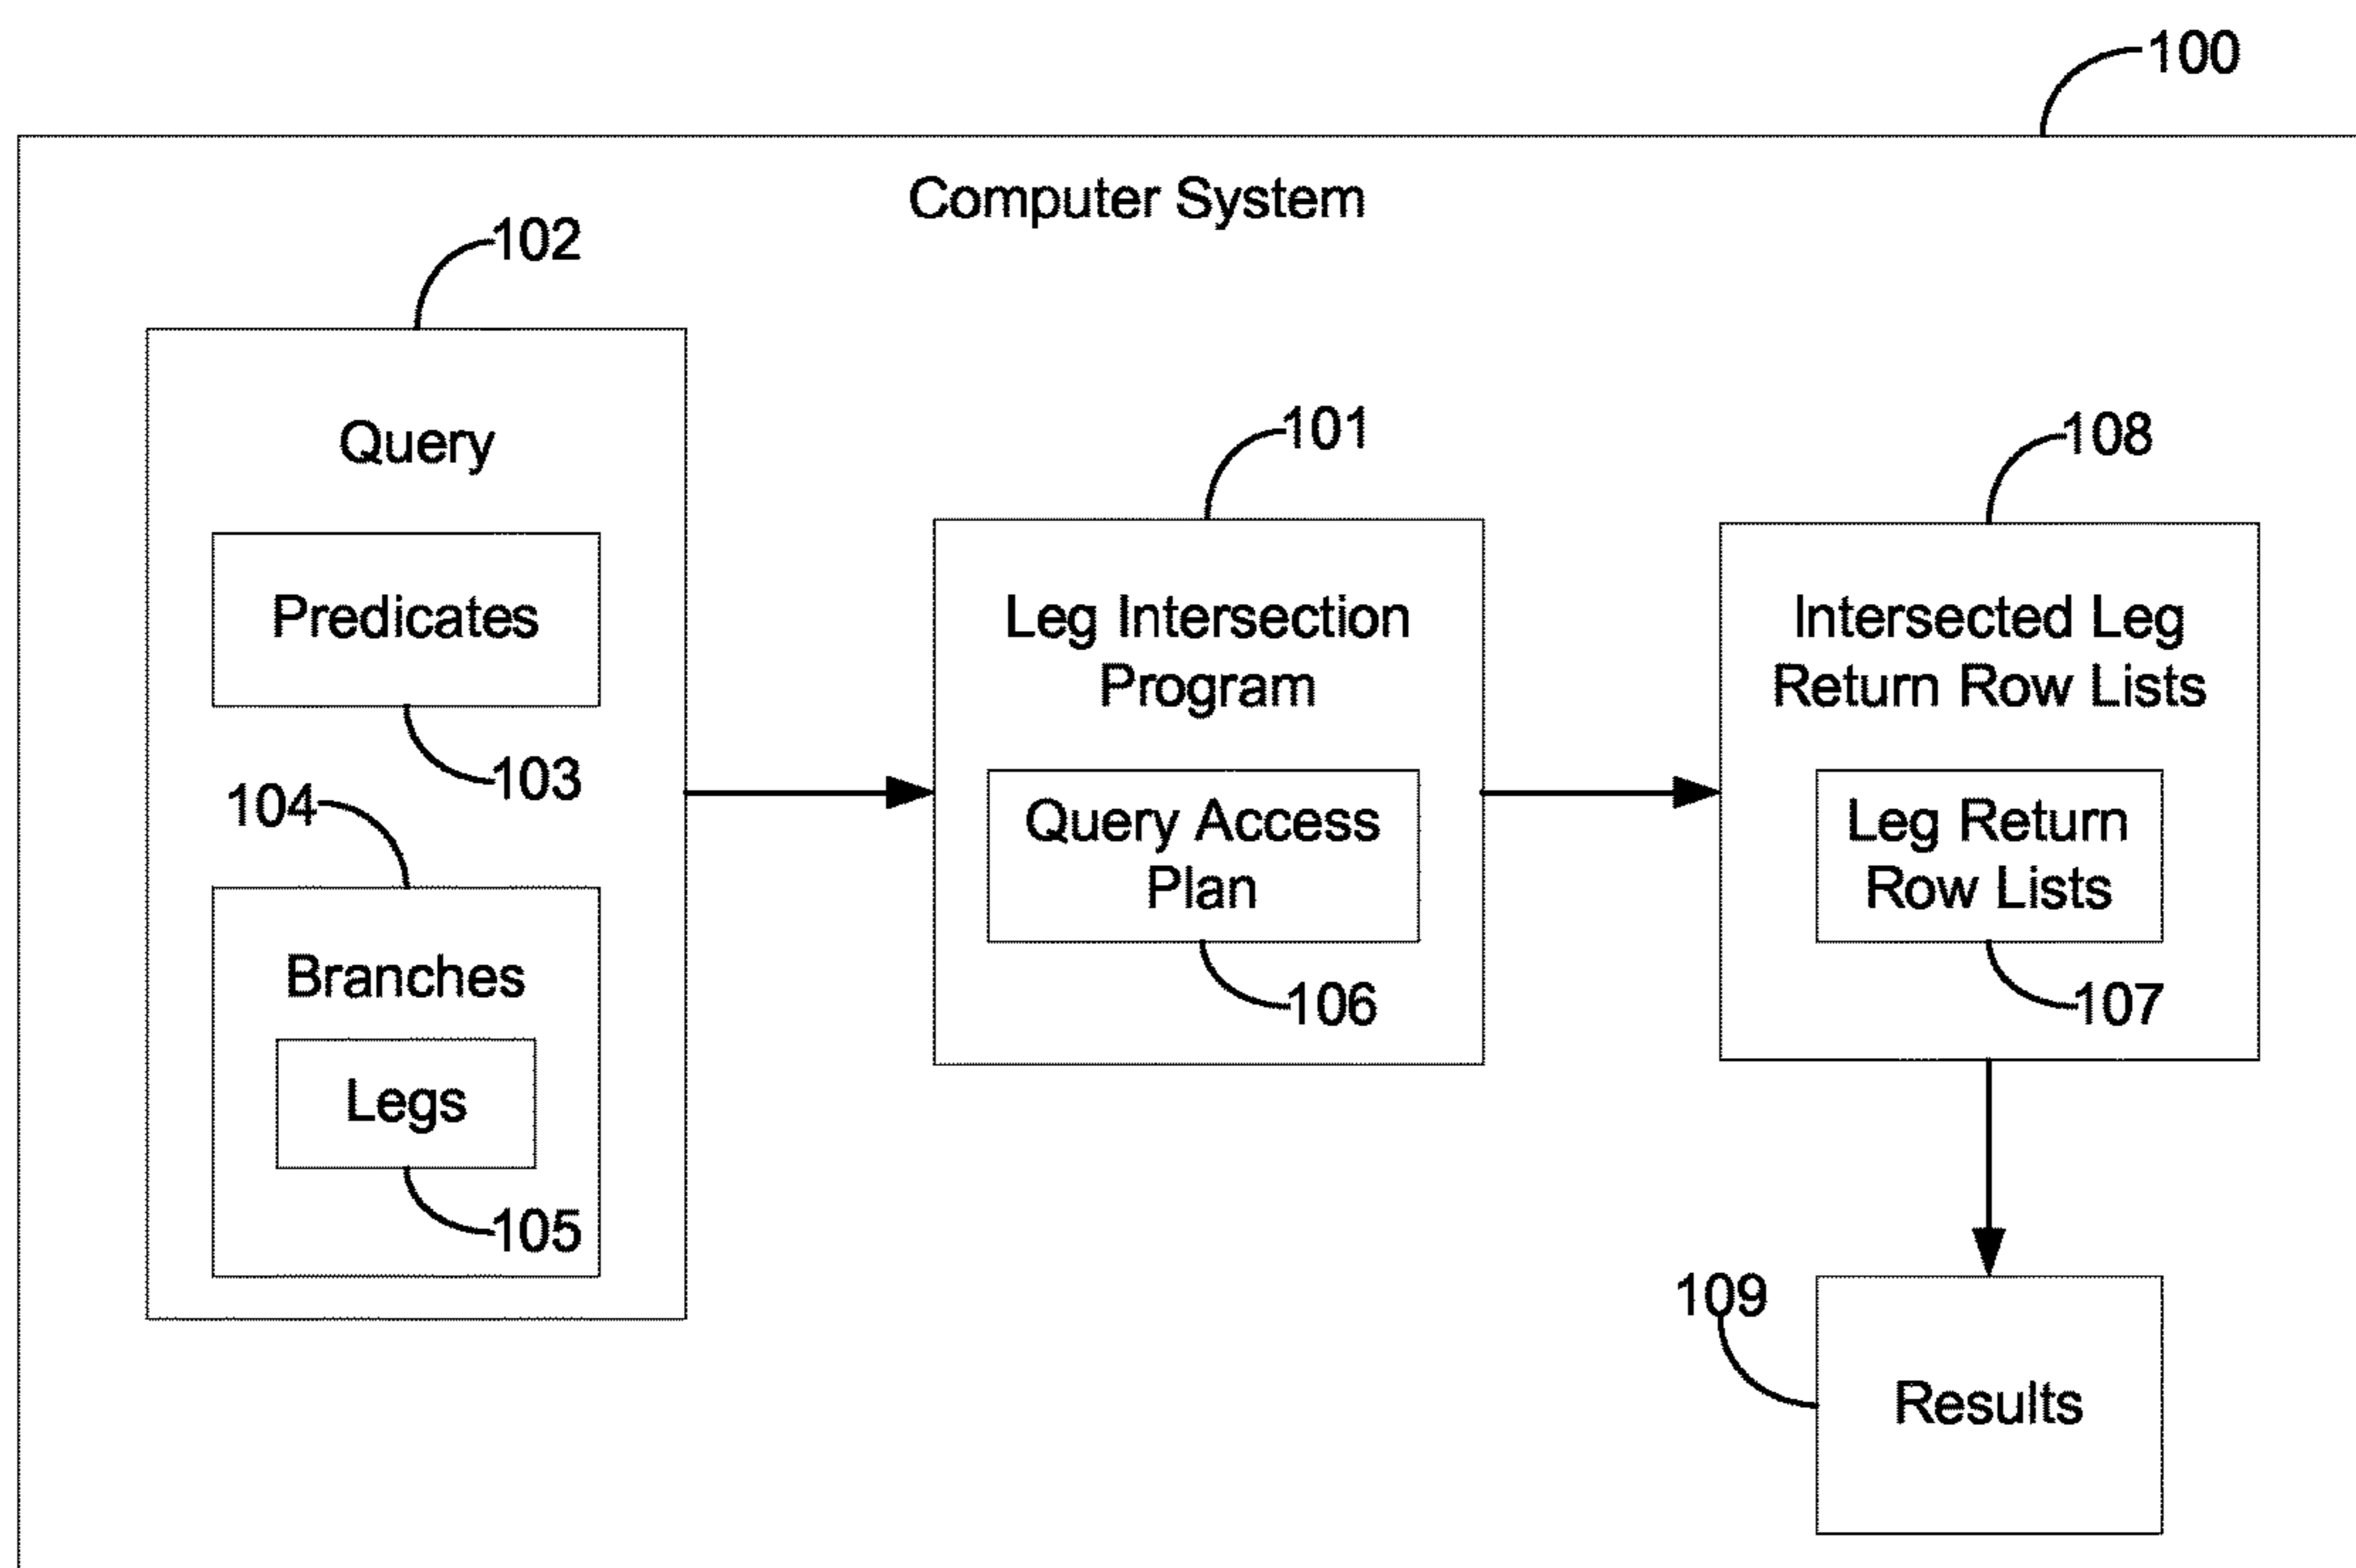 100
Computer System
102
Query
Predicates
103
104
Branches
Legs
105
101
Leg Intersection
Program
Query Access
Plan
106
108
Intersected Leg
Return Row Lists
Leg Return
Row Lists
107
109
Results